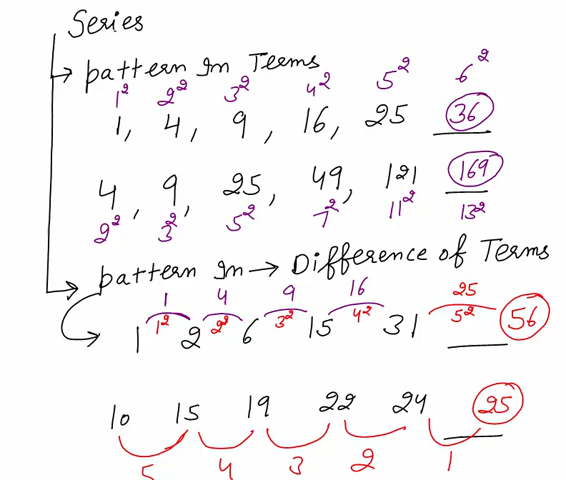 Series
pattern In Terms
1² 2² 3² 4² 5² 6²
1, 4, 9, 16, 25 36
4, 9, 25, 49, 121 169
2² 3² 5² 7² 11² 13²
pattern In → Difference of Terms
1 4 9 16 25
1² 2² 3² 4² 5²
1 2 6 15 31 56
10 15 19 22 24 25
5 4 3 2 1